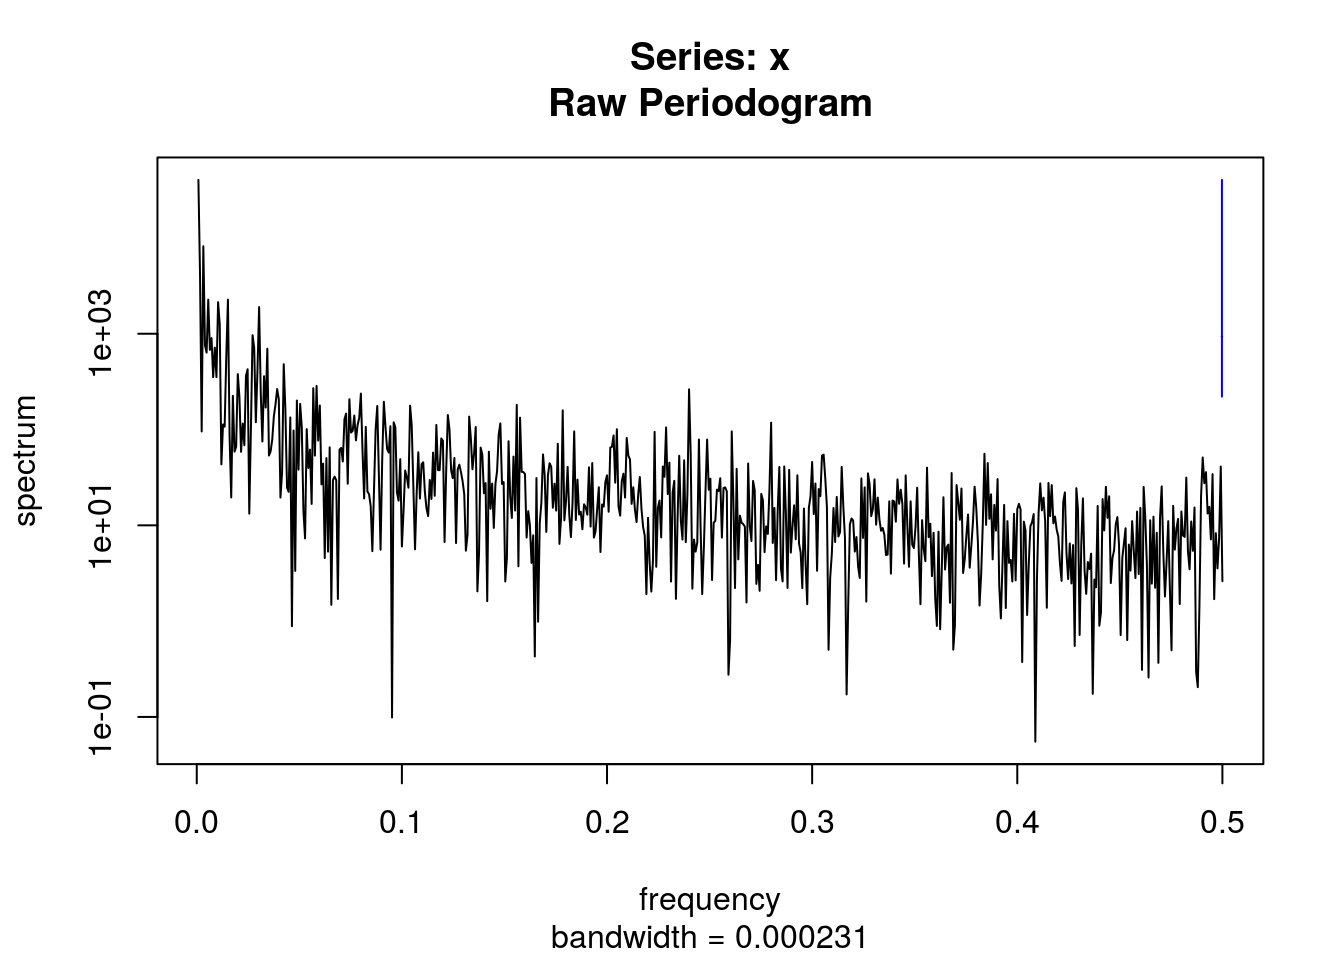 Series: x
Raw Periodogram
spectrum
1e+03
1e+01
1e-01
0.0 0.1 0.2 0.3 0.4 0.5
frequency
bandwidth = 0.000231